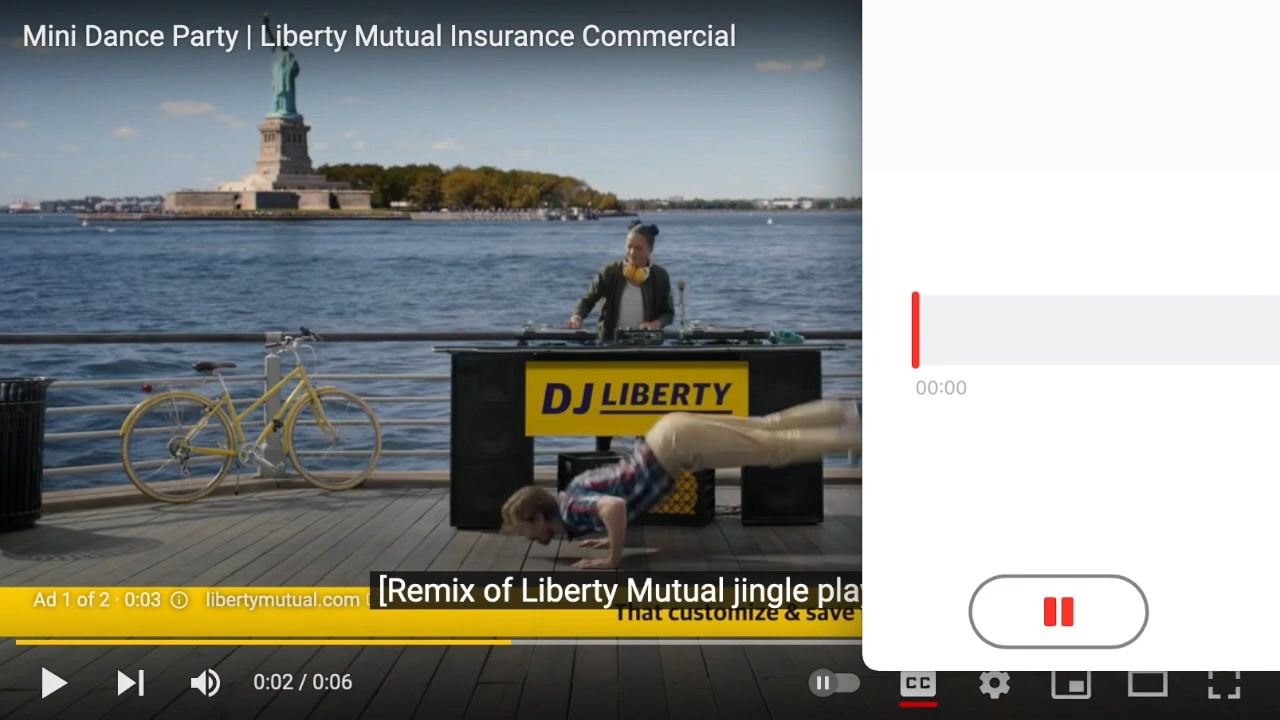 Mini Dance Party | Liberty Mutual Insurance Commercial
DJ LIBERTY
00:00
[Remix of Liberty Mutual jingle
Ad 1 of 2 · 0:03 libertymutual.com
That customize & save
0:02 / 0:06
CC